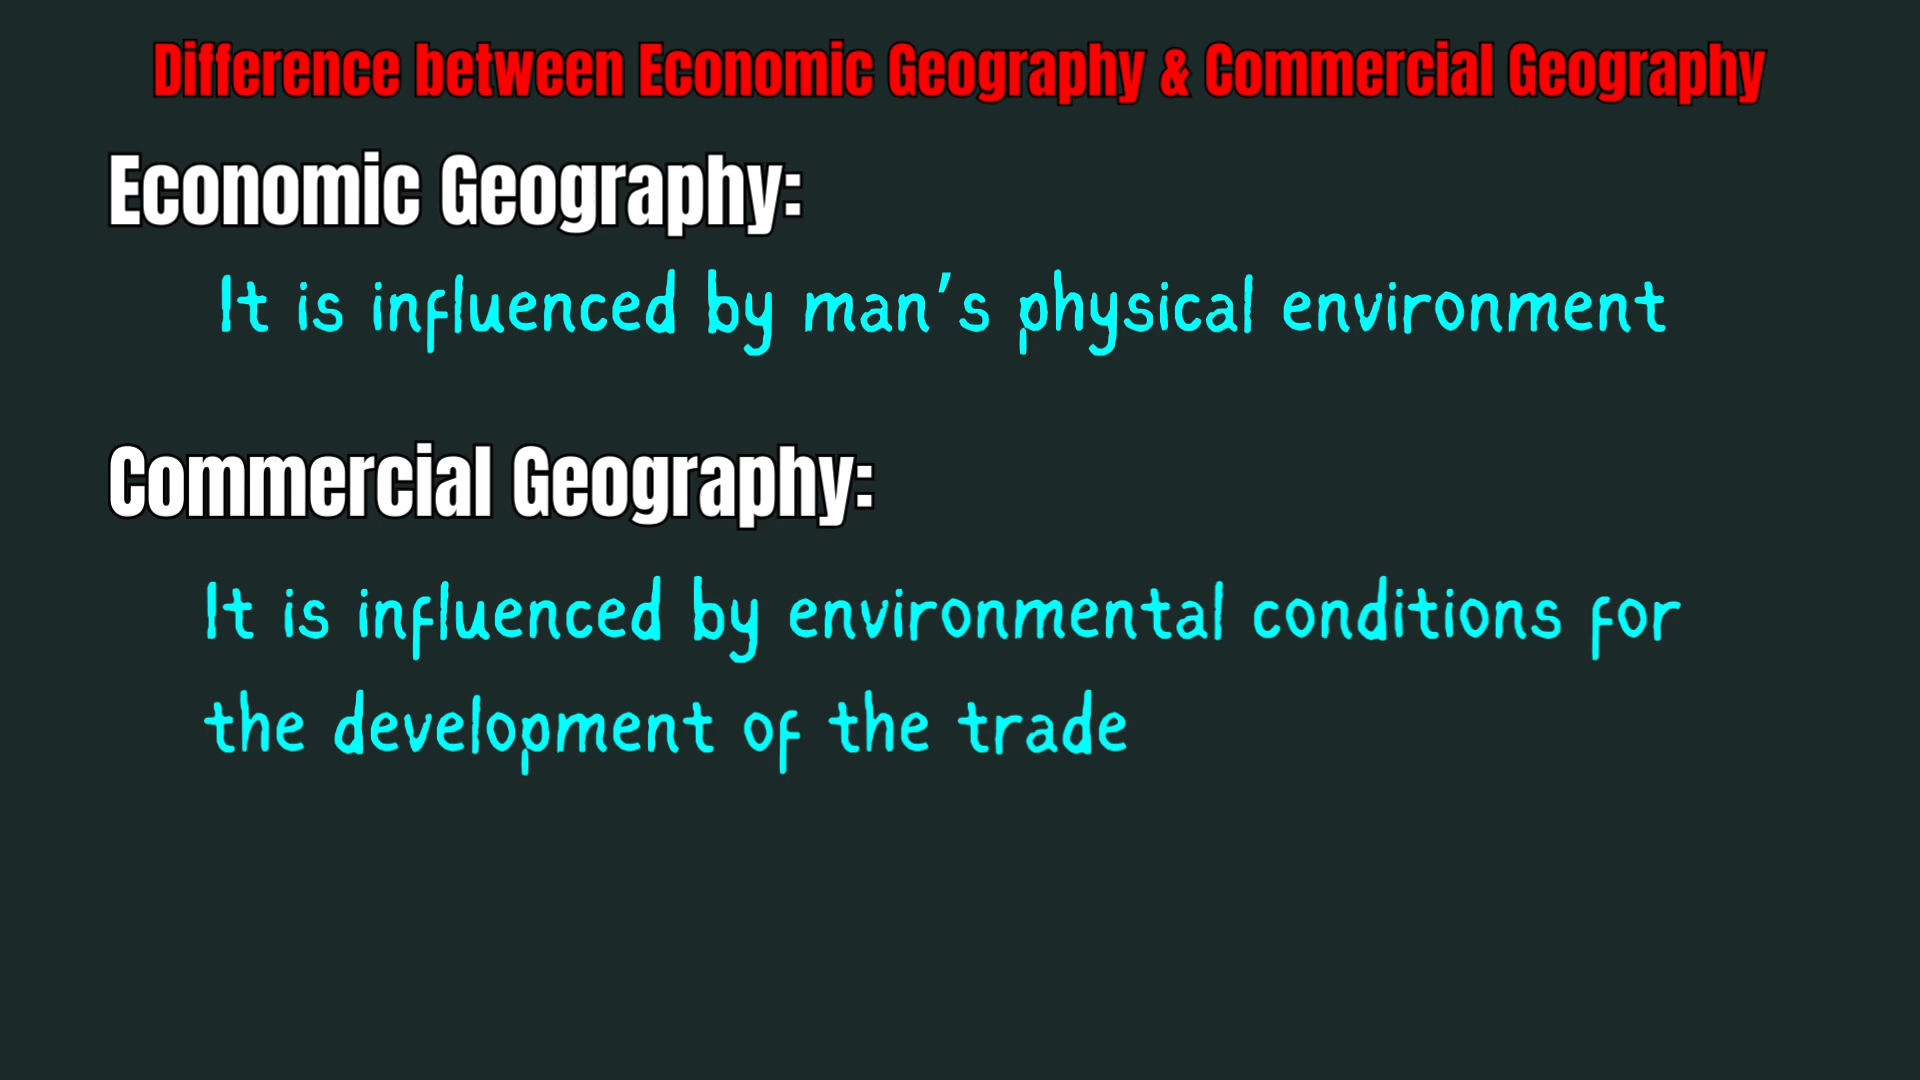 Difference between Economic Geography & Commercial Geography
Economic Geography:
It is influenced by man's physical environment
Commercial Geography:
It is influenced by environmental conditions for
the development of the trade